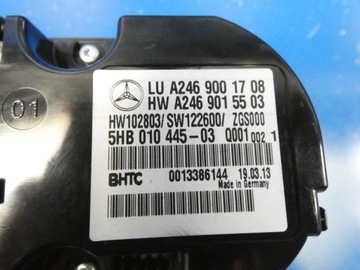 01
LU A246 900 17 08
HW A246 901 55 03
HW102803/ SW122600/ ZGS000
5HB 010 445-03 0001 002 1
BHTC 0013386144 19.03.13
Made in Germany